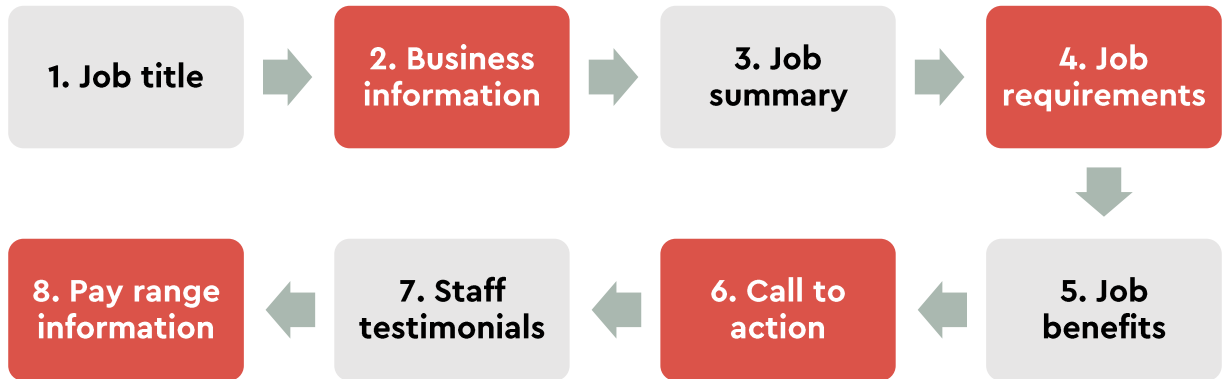 1. Job title
2. Business
information
3. Job
summary
4. Job
requirements
5. Job
benefits
6. Call to
action
7. Staff
testimonials
8. Pay range
information